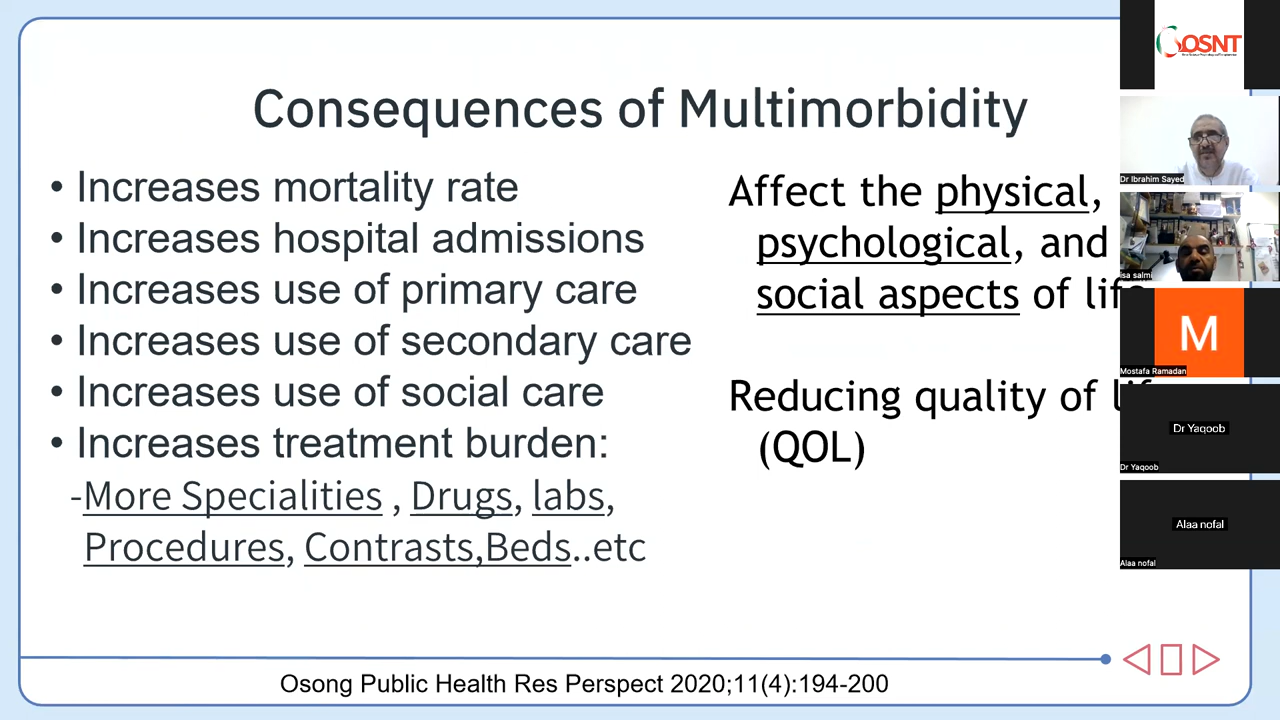 Consequences of Multimorbidity
• Increases mortality rate
• Increases hospital admissions
• Increases use of primary care
• Increases use of secondary care
• Increases use of social care
• Increases treatment burden:
-More Specialities , Drugs, labs,
Procedures, Contrasts,Beds..etc
Affect the physical,
psychological, and
social aspects of life
Reducing quality of
(QOL)
Osong Public Health Res Perspect 2020;11(4):194-200
OSNT
Dr Ibrahim Sayed
isa salmi
M
Mostafa Ramadan
Dr Yaqoob
Dr Yaqoob
Alaa nofal
Alaa nofal